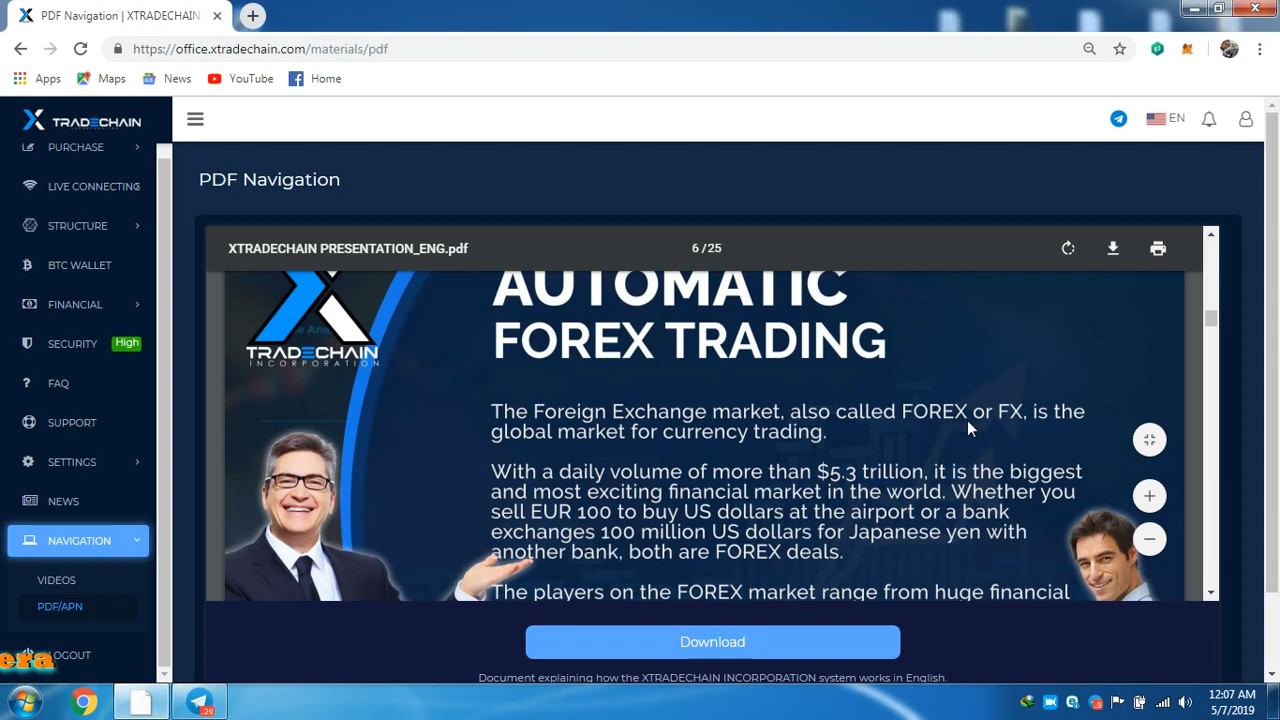 PDF Navigation | XTRADECHAIN
https://office.xtradechain.com/materials/pdf
Apps Maps News YouTube Home
TRADECHAIN
EN
PURCHASE
LIVE CONNECTING
STRUCTURE
BTC WALLET
FINANCIAL
SECURITY High
FAQ
SUPPORT
SETTINGS
NEWS
NAVIGATION
VIDEOS
PDF/APN
LOGOUT
era
PDF Navigation
XTRADECHAIN PRESENTATION_ENG.pdf 6 / 25
TRADECHAIN
INCORPORATION
AUTOMATIC
FOREX TRADING
The Foreign Exchange market, also called FOREX or FX, is the
global market for currency trading.
With a daily volume of more than $5.3 trillion, it is the biggest
and most exciting financial market in the world. Whether you
sell EUR 100 to buy US dollars at the airport or a bank
exchanges 100 million US dollars for Japanese yen with
another bank, both are FOREX deals.
The players on the FOREX market range from huge financial
Download
Document explaining how the XTRADECHAIN INCORPORATION system works in English.
29
12:07 AM
5/7/2019